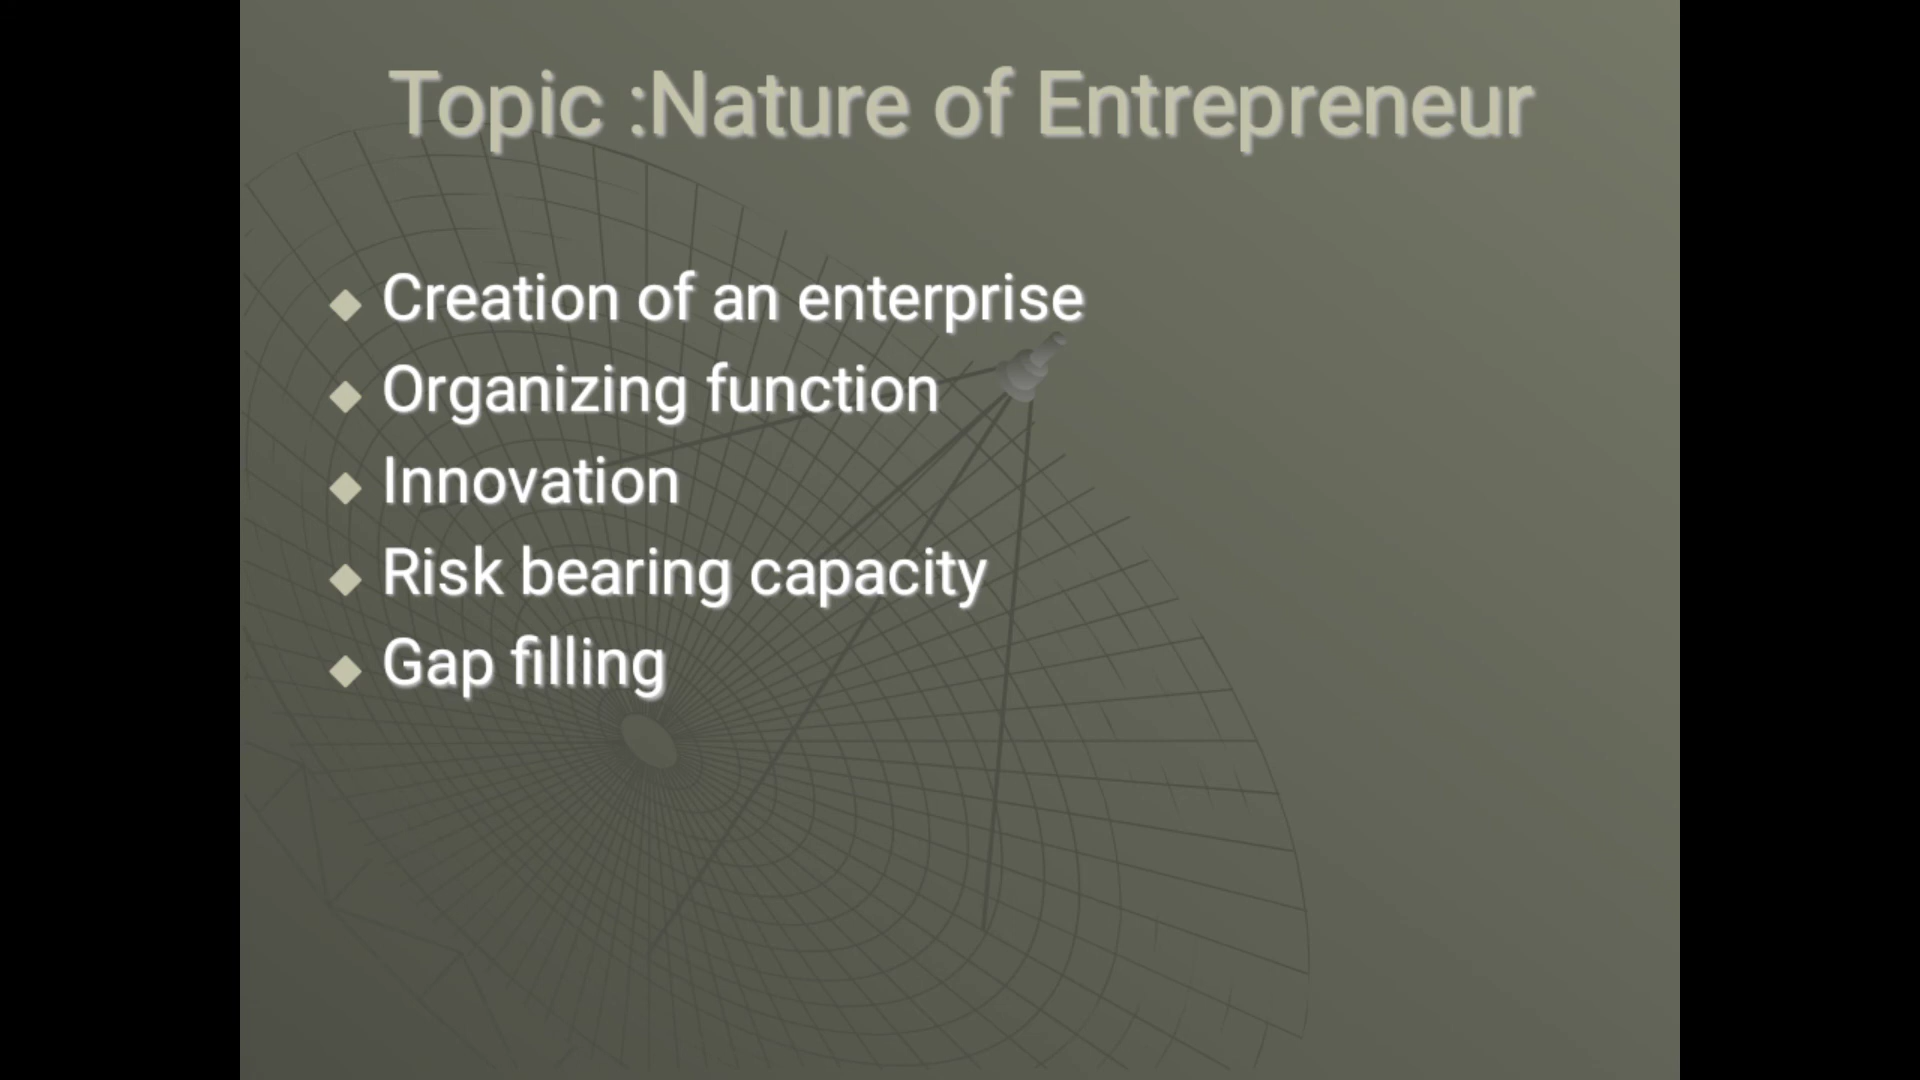 Topic :Nature of Entrepreneur
Creation of an enterprise
Organizing function
Innovation
Risk bearing capacity
Gap filling